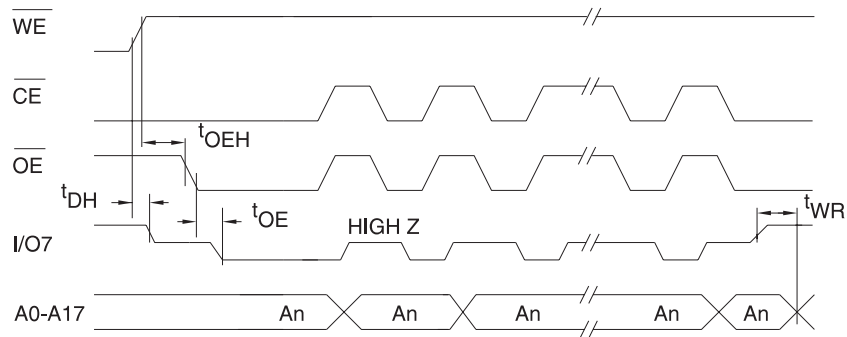 WE
CE
tOEH
OE
tDH
tOE
tWR
HIGH Z
I/O7
A0-A17 An An An An An